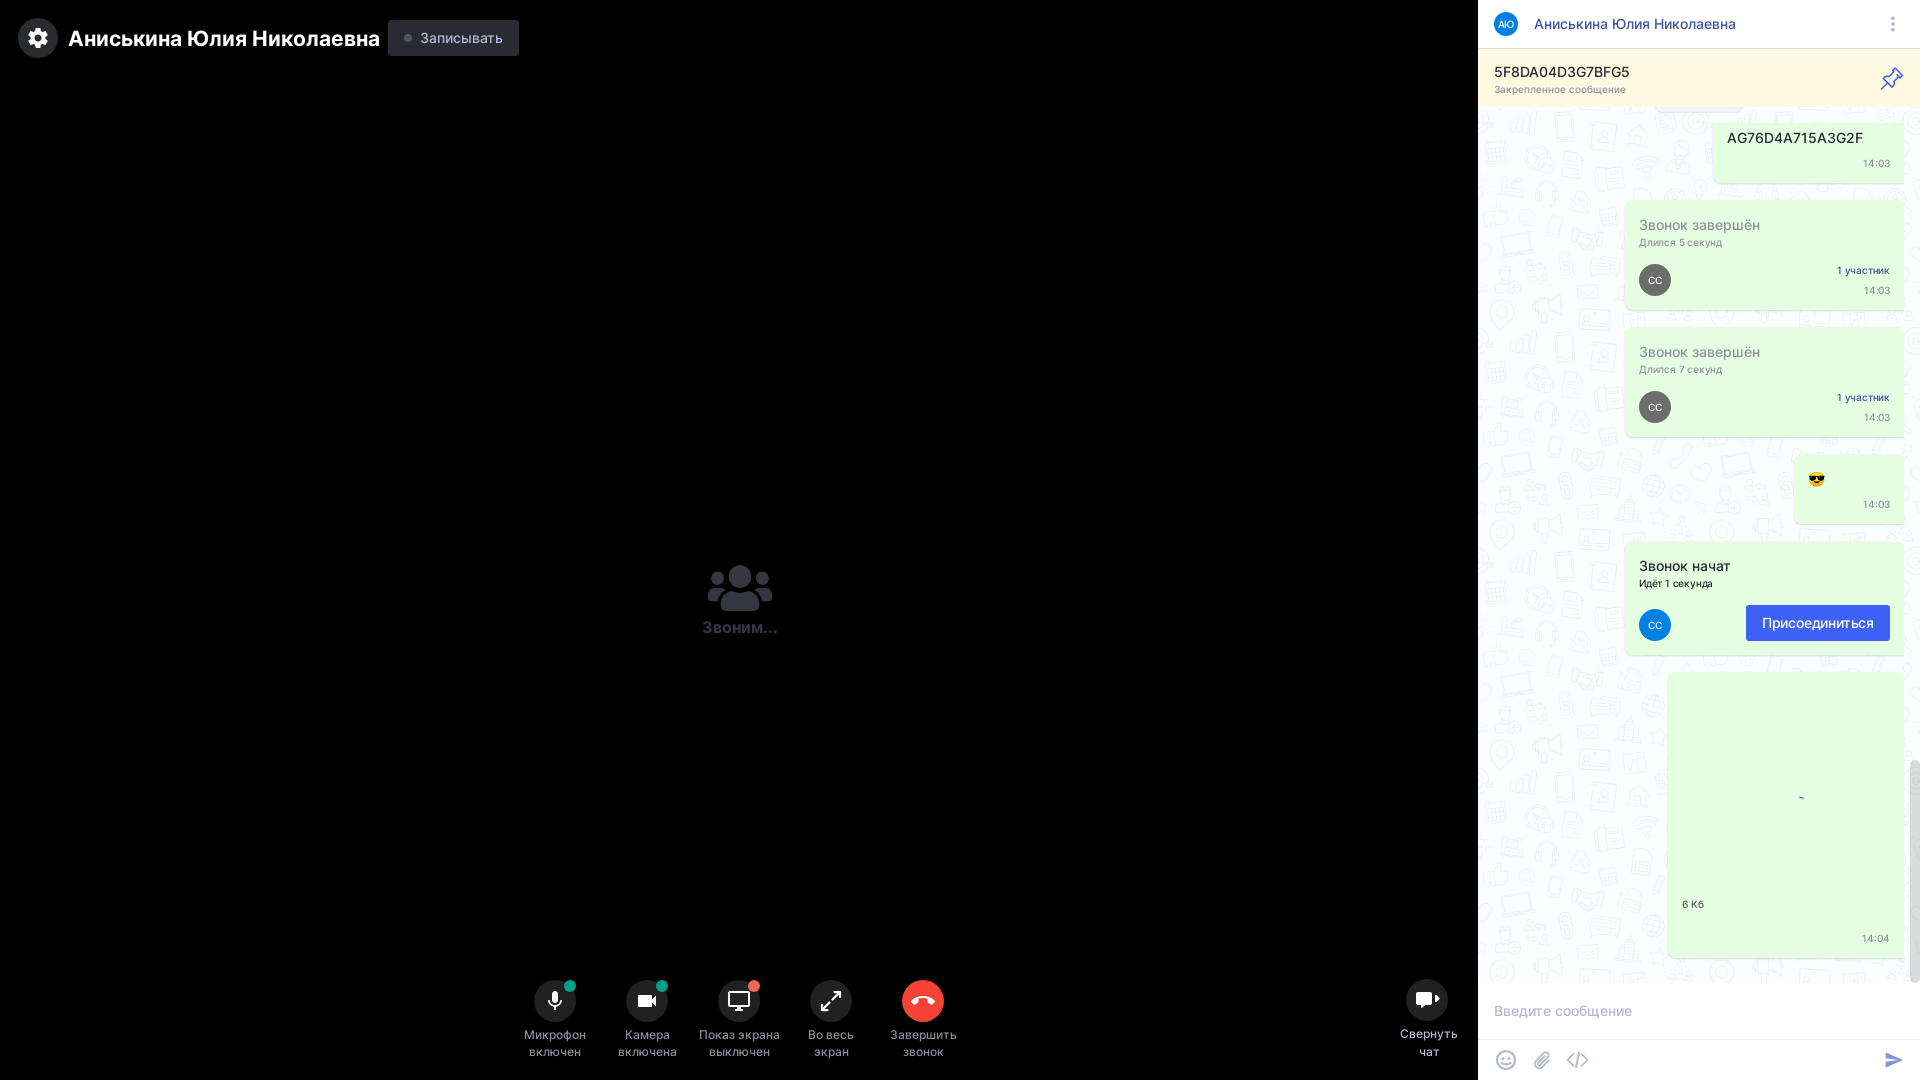 Аниськина Юлия Николаевна
Записывать
Звоним...
Микрофон включен
Камера включена
Показ экрана выключен
Во весь экран
Завершить звонок
Свернуть чат
АЮ
Аниськина Юлия Николаевна
5F8DA04D3G7BFG5
Закрепленное сообщение
AG76D4A715A3G2F
14:03
Звонок завершён
Длился 5 секунд
СС
1 участник
14:03
Звонок завершён
Длился 7 секунд
СС
1 участник
14:03
😎
14:03
Звонок начат
Идёт 1 секунда
СС
Присоединиться
6 Кб
14:04
Введите сообщение